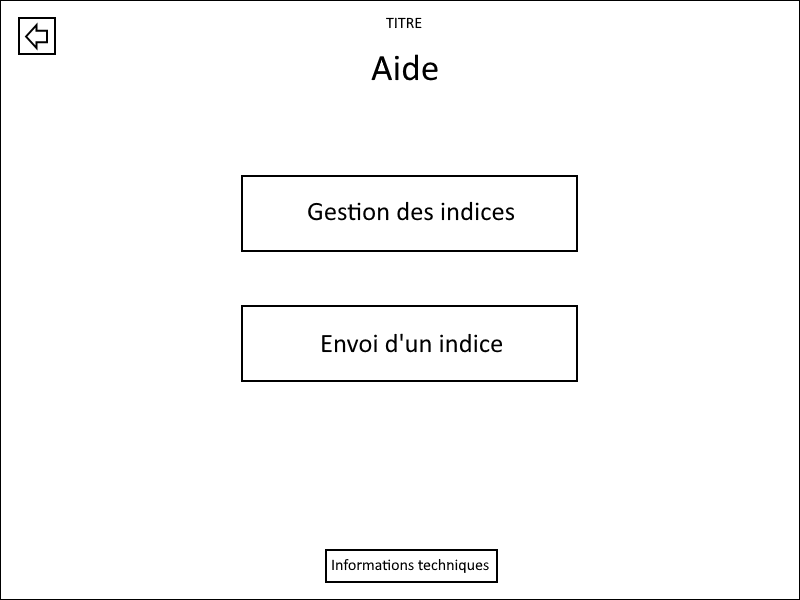 TITRE
Aide
Gestion des indices
Envoi d'un indice
Informations techniques